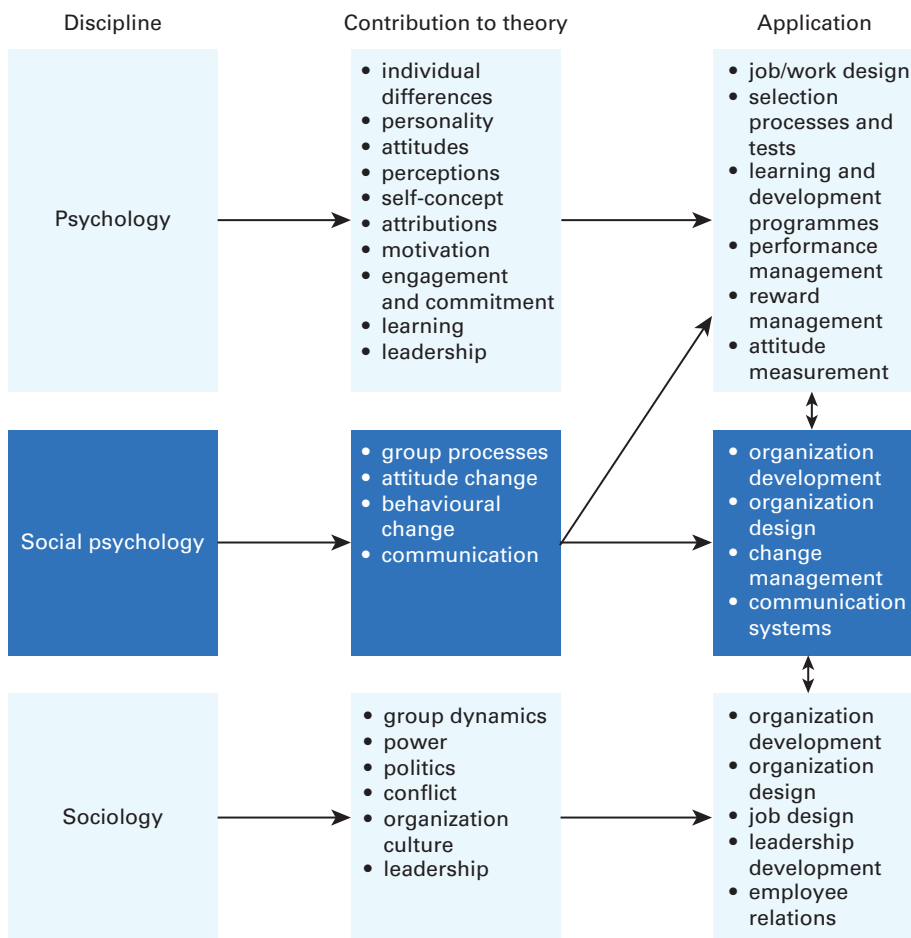 Discipline
Contribution to theory
Application
Psychology
• individual
differences
• personality
• attitudes
• perceptions
• self-concept
• attributions
• motivation
• engagement
and commitment
• learning
• leadership
• job/work design
• selection
processes and
tests
• learning and
development
programmes
• performance
management
• reward
management
• attitude
measurement
Social psychology
• group processes
• attitude change
• behavioural
change
• communication
• organization
development
• organization
design
• change
management
• communication
systems
Sociology
• group dynamics
• power
• politics
• conflict
• organization
culture
• leadership
• organization
development
• organization
design
• job design
• leadership
development
• employee
relations